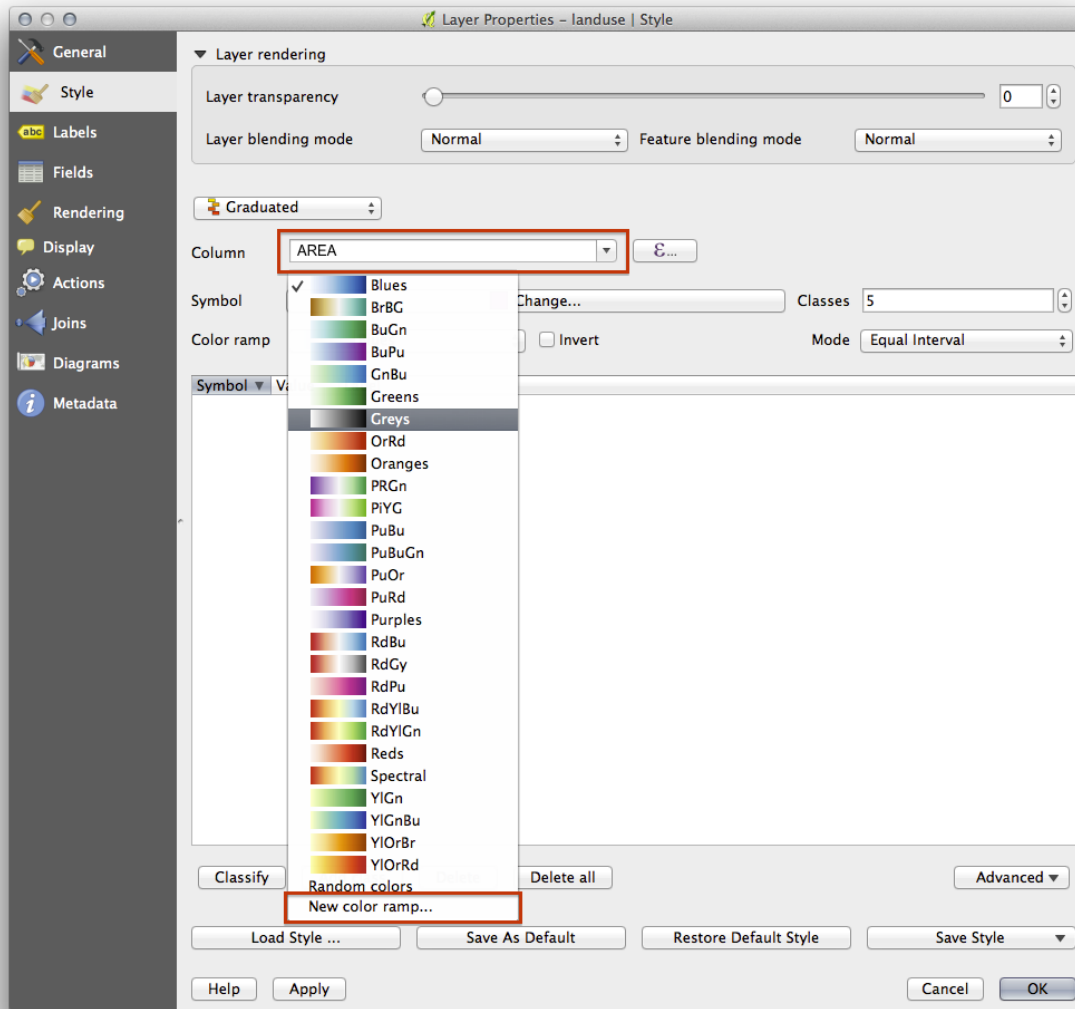 Layer Properties - landuse | Style
General
Style
abc Labels
Fields
Rendering
Display
Actions
Joins
Diagrams
i Metadata
Layer rendering
Layer transparency 0
Layer blending mode Normal Feature blending mode Normal
Graduated
Column AREA ε...
Symbol Change... Classes 5
Color ramp Invert Mode Equal Interval
Symbol
Blues
BrBG
BuGn
BuPu
GnBu
Greens
Greys
OrRd
Oranges
PRGn
PiYG
PuBu
PuBuGn
PuOr
PuRd
Purples
RdBu
RdGy
RdPu
RdYlBu
RdYlGn
Reds
Spectral
YlGn
YlGnBu
YlOrBr
YlOrRd
Random colors
New color ramp...
Classify Delete Delete all Advanced
Load Style ... Save As Default Restore Default Style Save Style
Help Apply Cancel OK